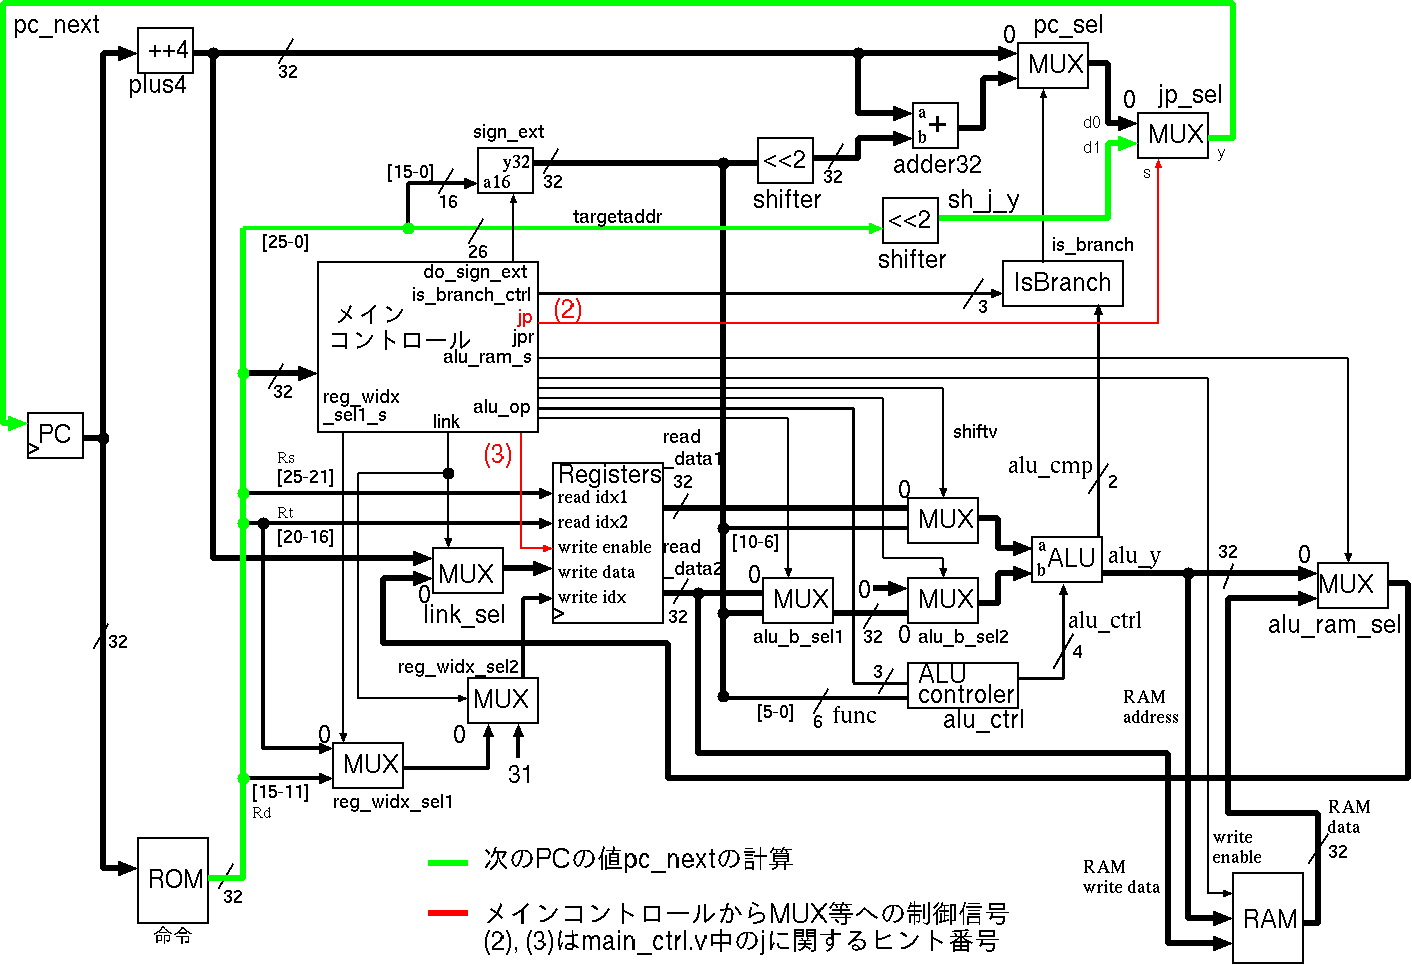 pc_next
++4
plus4
32
0
pc_sel
MUX
0
jp_sel
d0
MUX
d1
y
s
a
+
b
adder32
sign_ext
y32
a16
[15-0]
16
32
<<2
32
shifter
sh_j_y
<<2
shifter
targetaddr
[25-0]
26
is_branch
IsBranch
3
do_sign_ext
is_branch_ctrl
メイン
コントロール
jp
(2)
jpr
alu_ram_s
32
reg_widx
_sel1_s
alu_op
link
PC
(3)
shiftv
Rs
[25-21]
Rt
[20-16]
Registers
read idx1
read idx2
write enable
write data
write idx
read
_data1
32
read
_data2
32
[10-6]
0
MUX
alu_cmp
2
a
ALU
b
alu_y
32
0
MUX
alu_ram_sel
MUX
0
link_sel
0
MUX
alu_b_sel1
32
0
MUX
0
alu_b_sel2
alu_ctrl
4
32
reg_widx_sel2
MUX
0
31
3
ALU
controler
alu_ctrl
[5-0]
6
func
RAM
address
0
MUX
reg_widx_sel1
[15-11]
Rd
ROM
32
命令
RAM
data
32
write
enable
RAM
write data
RAM
次のPCの値pc_nextの計算
メインコントロールからMUX等への制御信号
(2), (3)はmain_ctrl.v中のjに関するヒント番号